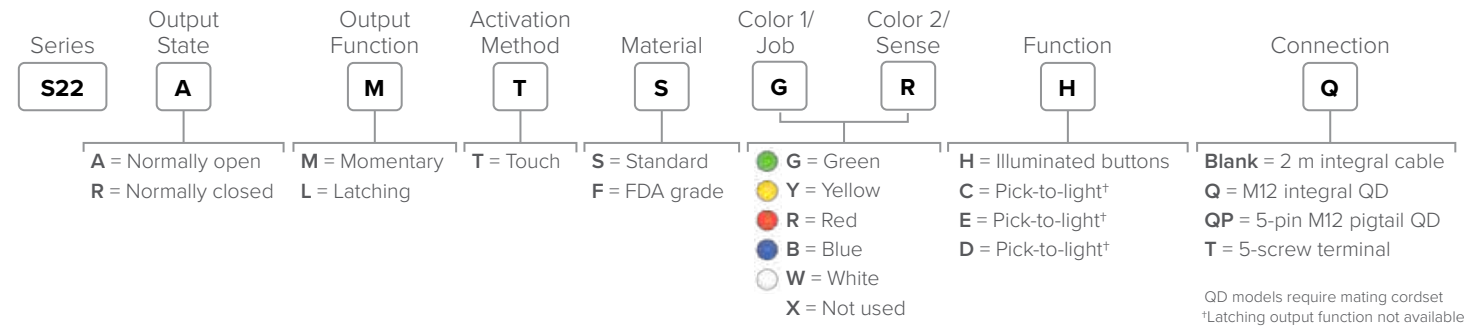 Series
Output
State
Output
Function
Activation
Method
Material
Color 1/
Job
Color 2/
Sense
Function
Connection
S22
A
M
T
S
G
R
H
Q
A = Normally open
R = Normally closed
M = Momentary
L = Latching
T = Touch
S = Standard
F = FDA grade
G = Green
Y = Yellow
R = Red
B = Blue
W = White
X = Not used
H = Illuminated buttons
C = Pick-to-light†
E = Pick-to-light†
D = Pick-to-light†
Blank = 2 m integral cable
Q = M12 integral QD
QP = 5-pin M12 pigtail QD
T = 5-screw terminal
QD models require mating cordset
†Latching output function not available